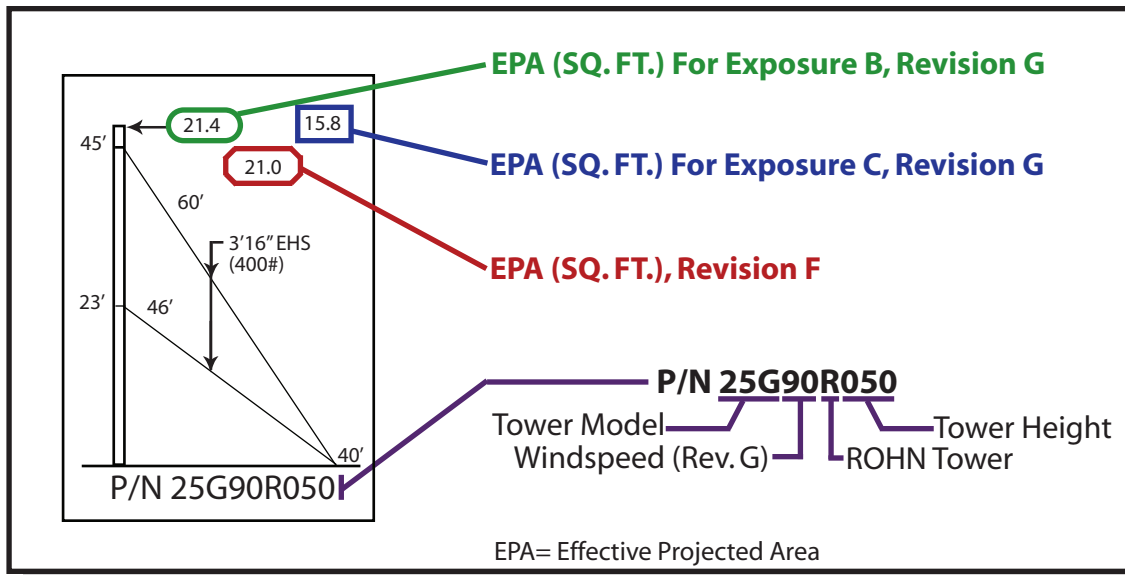 EPA (SQ. FT.) For Exposure B, Revision G
21.4
15.8
45’
EPA (SQ. FT.) For Exposure C, Revision G
21.0
60’
3’16” EHS
(400#)
EPA (SQ. FT.), Revision F
23’
46’
P/N 25G90R050
Tower Model
Tower Height
Windspeed (Rev. G)
ROHN Tower
40’
P/N 25G90R050
EPA= Effective Projected Area